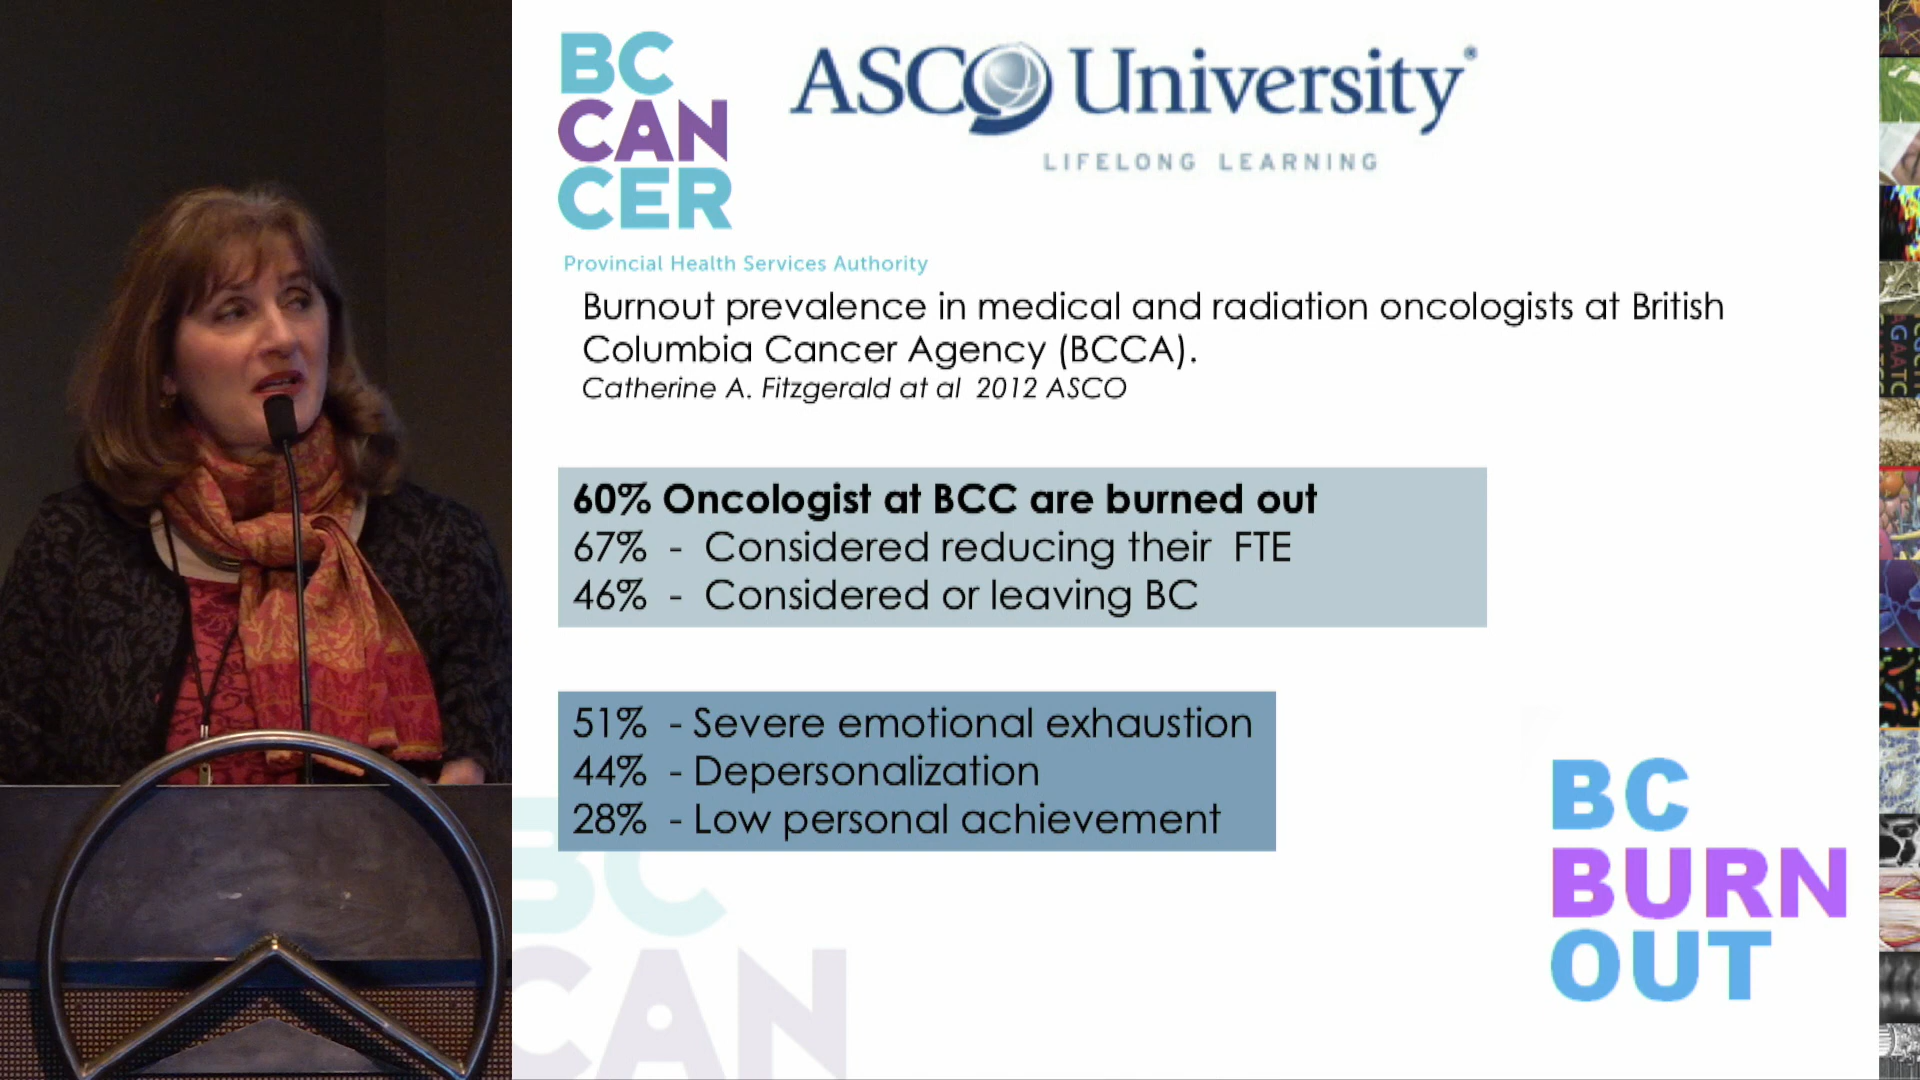 BC
CAN
CER
Provincial Health Services Authority
ASCO University®
LIFELONG LEARNING
Burnout prevalence in medical and radiation oncologists at British
Columbia Cancer Agency (BCCA).
Catherine A. Fitzgerald at al 2012 ASCO
60% Oncologist at BCC are burned out
67% - Considered reducing their FTE
46% - Considered or leaving BC
51% - Severe emotional exhaustion
44% - Depersonalization
28% - Low personal achievement
BC
CAN
BC
BURN
OUT
GAATC